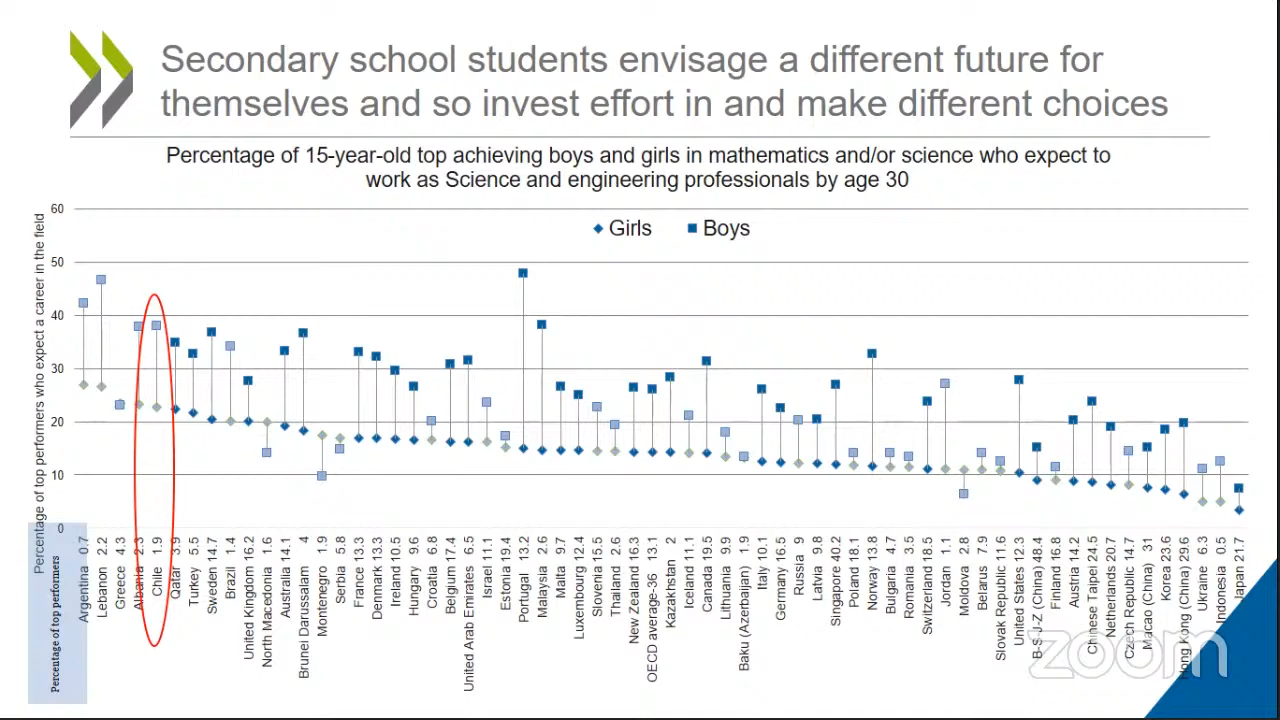 Secondary school students envisage a different future for
themselves and so invest effort in and make different choices
Percentage of 15-year-old top achieving boys and girls in mathematics and/or science who expect to
work as Science and engineering professionals by age 30
Percentage of top performers who expect a career in the field
Girls
Boys
60
50
40
30
20
10
0
Percentage of top performers
Argentina 0.7
Lebanon 2.2
Greece 4.3
Albania 2.3
Chile 1.9
Qatar 3.9
Turkey 5.5
Sweden 14.7
Brazil 1.4
United Kingdom 16.2
North Macedonia 1.6
Australia 14.1
Brunei Darussalam 4
Montenegro 1.9
Serbia 5.8
France 13.3
Denmark 13.3
Ireland 10.5
Hungary 9.6
Croatia 6.8
Belgium 17.4
United Arab Emirates 6.5
Israel 11.1
Estonia 19.4
Portugal 13.2
Malaysia 2.6
Malta 9.7
Luxembourg 12.4
Slovenia 15.5
Thailand 2.6
New Zealand 16.3
OECD average-36 13.1
Kazakhstan 2
Iceland 11.1
Canada 19.5
Lithuania 9.9
Baku (Azerbaijan) 1.9
Italy 10.1
Germany 16.5
Russia 9
Latvia 9.8
Singapore 40.2
Poland 18.1
Norway 13.8
Bulgaria 4.7
Romania 3.5
Switzerland 18.5
Jordan 1.1
Moldova 2.8
Belarus 7.9
Slovak Republic 11.6
United States 12.3
B-S-J-Z (China) 48.4
Finland 16.8
Austria 14.2
Chinese Taipei 24.5
Netherlands 20.7
Czech Republic 14.7
Macao (China) 31
Korea 23.6
Hong Kong (China) 29.6
Ukraine 6.3
Indonesia 0.5
Japan 21.7
zoom